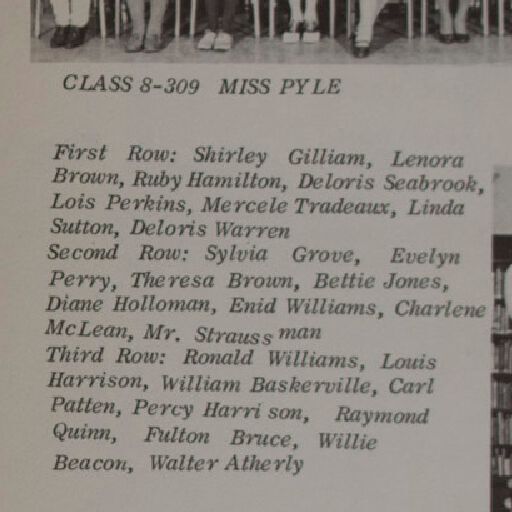 CLASS 8-309 MISS PYLE
First Row: Shirley Gilliam, Lenora
Brown, Ruby Hamilton, Deloris Seabrook,
Lois Perkins, Mercele Tradeaux, Linda
Sutton, Deloris Warren
Second Row: Sylvia Grove, Evelyn
Perry, Theresa Brown, Bettie Jones,
Diane Holloman, Enid Williams, Charlene
McLean, Mr. Straussman
Third Row: Ronald Williams, Louis
Harrison, William Baskerville, Carl
Patten, Percy Harri son, Raymond
Quinn, Fulton Bruce, Willie
Beacon, Walter Atherly